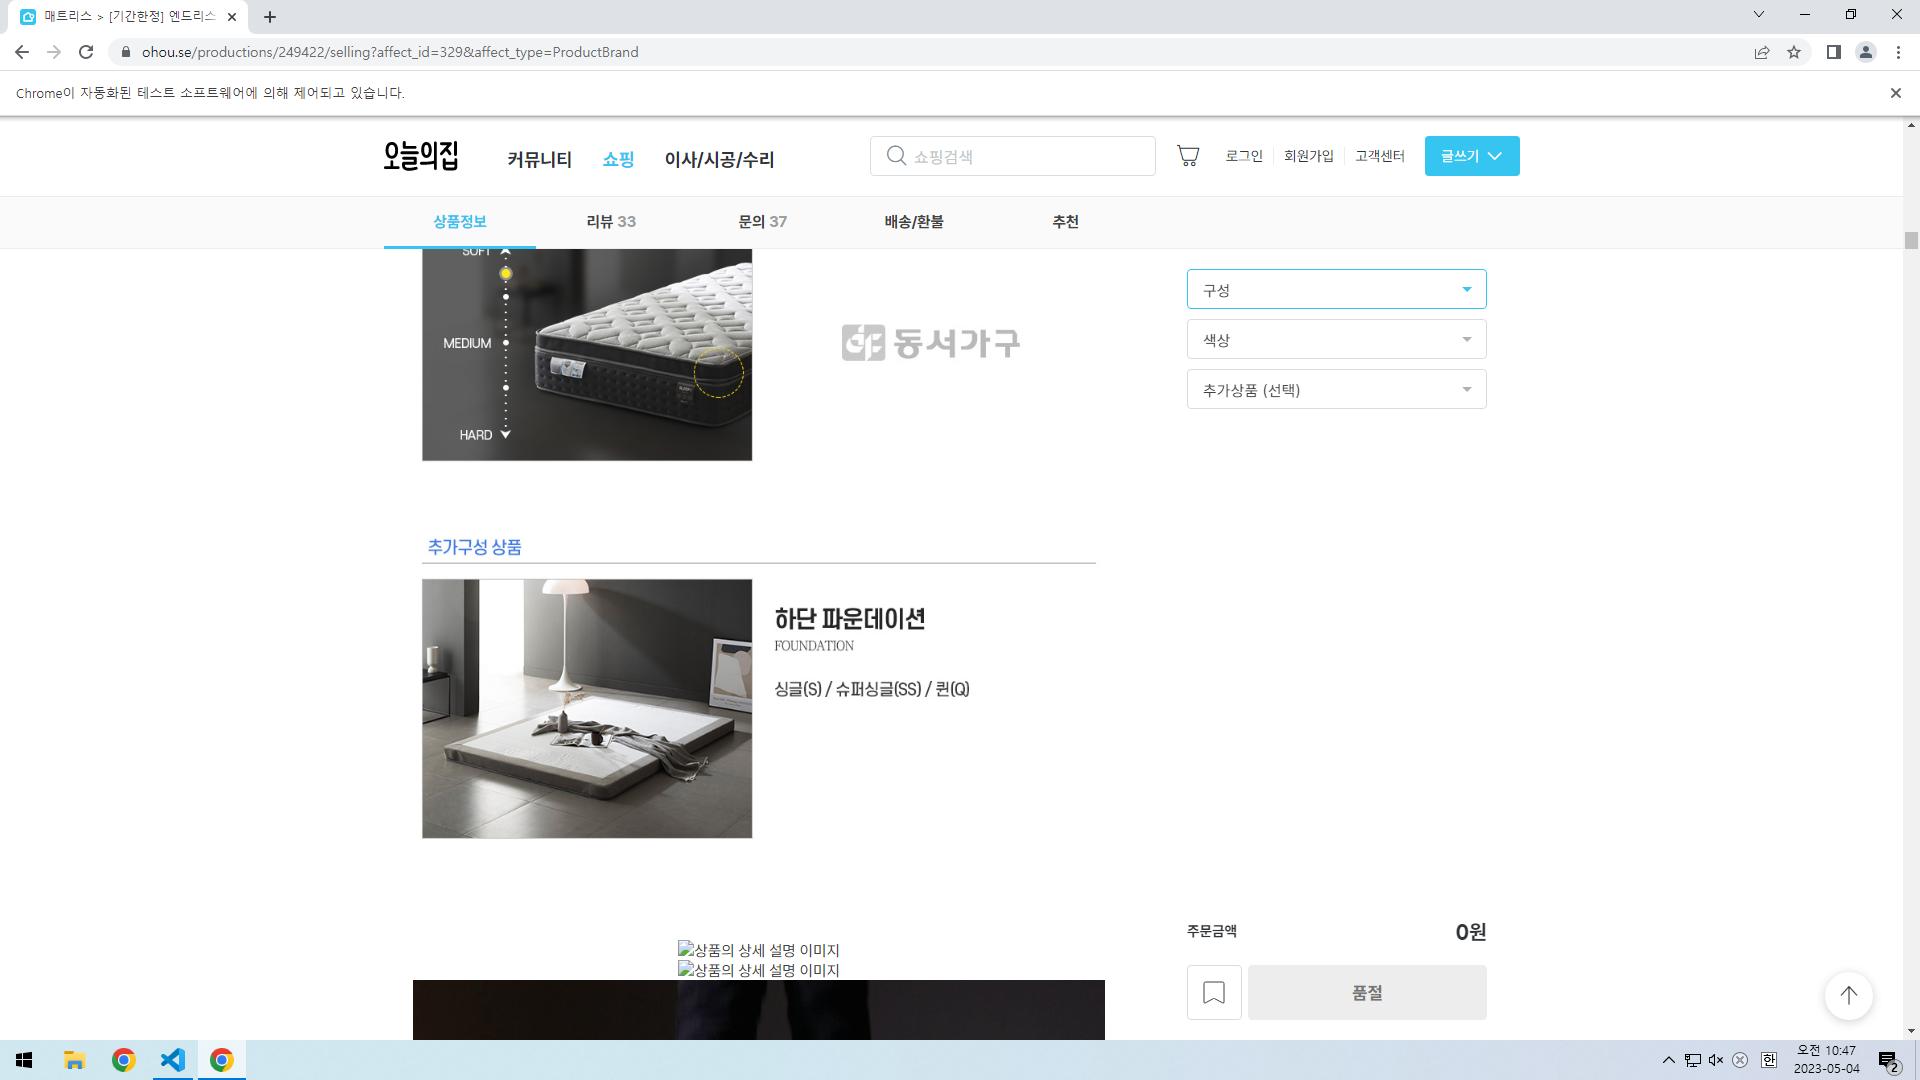 매트리스 > [기간한정] 엔드리스
ohou.se/productions/249422/selling?affect_id=329&affect_type=ProductBrand
Chrome이 자동화된 테스트 소프트웨어에 의해 제어되고 있습니다.
오늘의집
커뮤니티
쇼핑
이사/시공/수리
쇼핑검색
로그인
회원가입
고객센터
글쓰기
상품정보
리뷰 33
문의 37
배송/환불
추천
SOFT
MEDIUM
HARD
동서가구
구성
색상
추가상품 (선택)
추가구성 상품
하단 파운데이션
FOUNDATION
싱글(S) / 슈퍼싱글(SS) / 퀸(Q)
상품의 상세 설명 이미지
상품의 상세 설명 이미지
주문금액
0원
품절
한
오전 10:47
2023-05-04
2